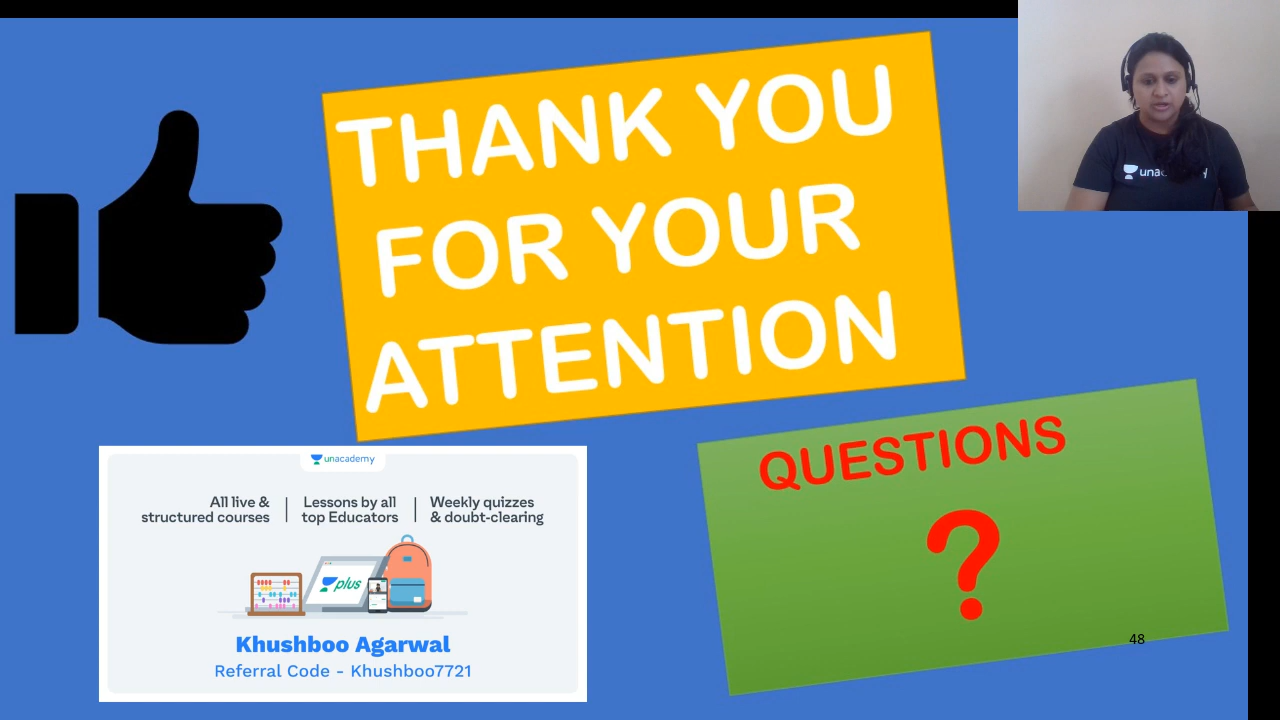 THANK YOU
FOR YOUR
ATTENTION
unacademy
All live &
structured courses
Lessons by all
top Educators
Weekly quizzes
& doubt-clearing
plus
Khushboo Agarwal
Referral Code - Khushboo7721
QUESTIONS
?
48